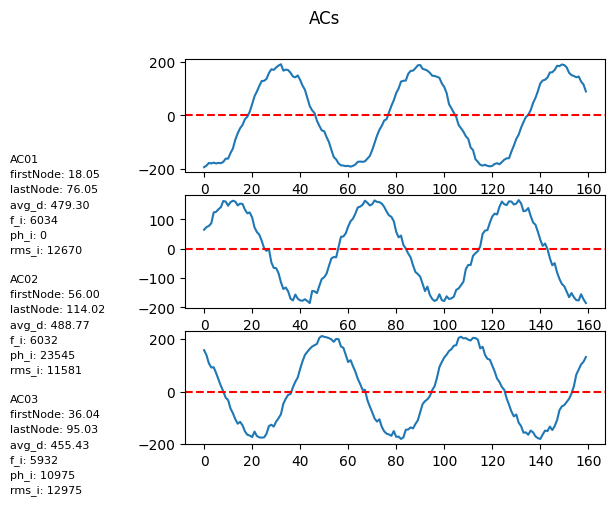 ACs
200
0
−200
0 20 40 60 80 100 120 140 160
100
0
−100
−200
0 20 40 60 80 100 120 140 160
200
0
−200
0 20 40 60 80 100 120 140 160
AC01
firstNode: 18.05
lastNode: 76.05
avg_d: 479.30
f_i: 6034
ph_i: 0
rms_i: 12670
AC02
firstNode: 56.00
lastNode: 114.02
avg_d: 488.77
f_i: 6032
ph_i: 23545
rms_i: 11581
AC03
firstNode: 36.04
lastNode: 95.03
avg_d: 455.43
f_i: 5932
ph_i: 10975
rms_i: 12975